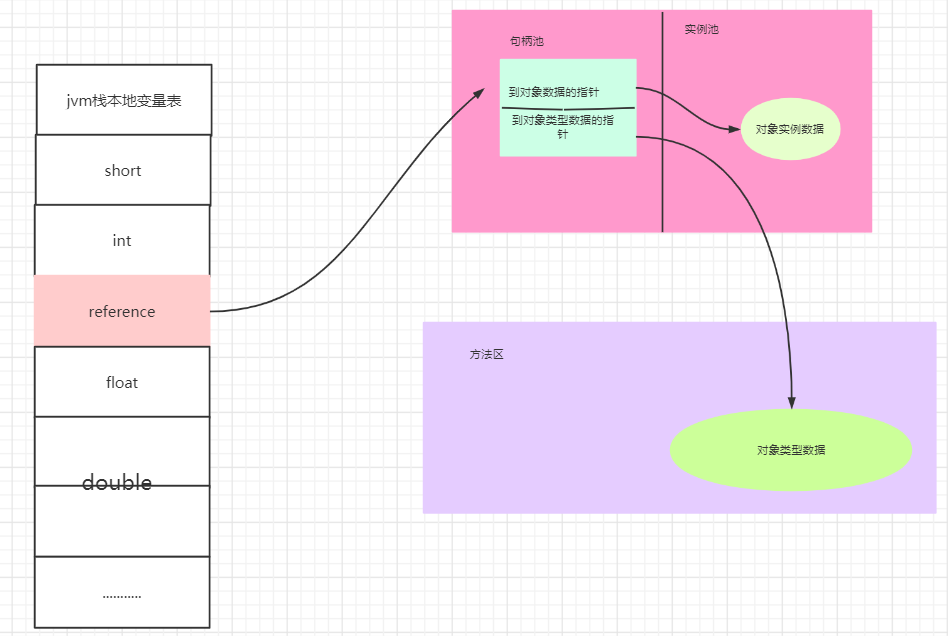 jvm栈本地变量表
short
int
reference
float
double
...........
句柄池
实例池
到对象数据的指针
到对象类型数据的指
针
对象实例数据
方法区
对象类型数据